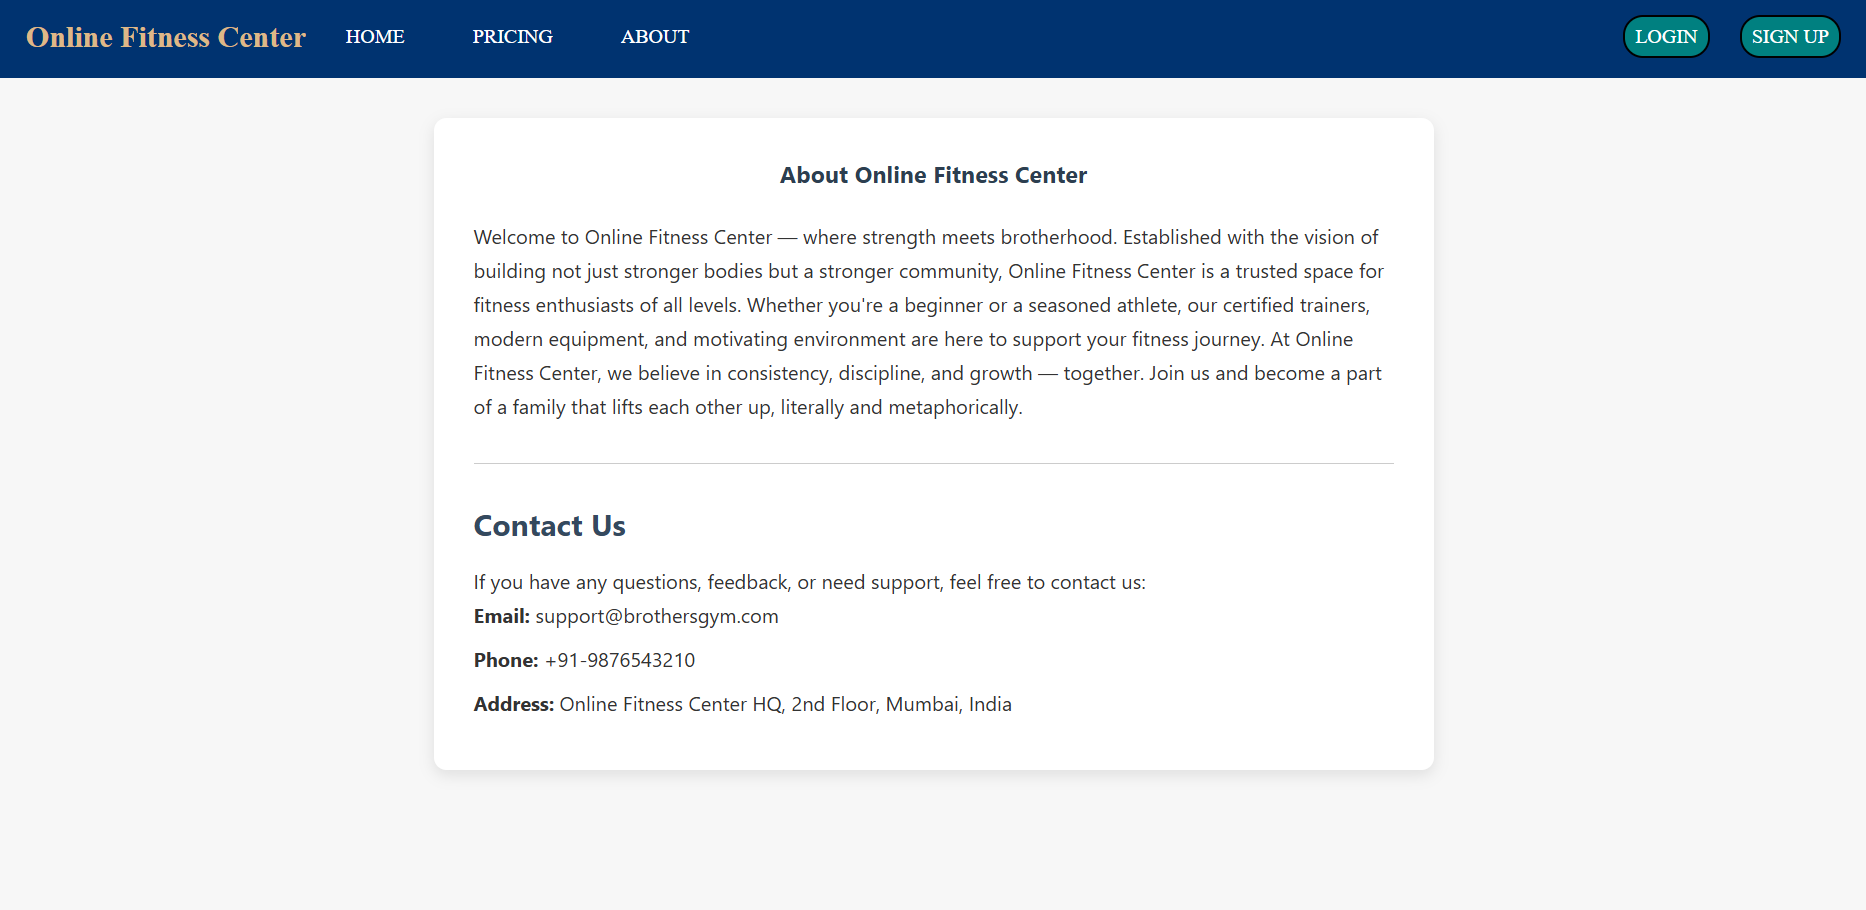 Online Fitness Center HOME PRICING ABOUT LOGIN SIGN UP
About Online Fitness Center
Welcome to Online Fitness Center — where strength meets brotherhood. Established with the vision of
building not just stronger bodies but a stronger community, Online Fitness Center is a trusted space for
fitness enthusiasts of all levels. Whether you're a beginner or a seasoned athlete, our certified trainers,
modern equipment, and motivating environment are here to support your fitness journey. At Online
Fitness Center, we believe in consistency, discipline, and growth — together. Join us and become a part
of a family that lifts each other up, literally and metaphorically.
Contact Us
If you have any questions, feedback, or need support, feel free to contact us:
Email: support@brothersgym.com
Phone: +91-9876543210
Address: Online Fitness Center HQ, 2nd Floor, Mumbai, India